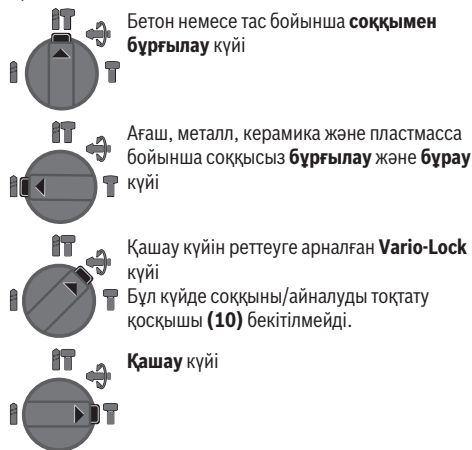 Бетон немесе тас бойынша соққымен
бұрғылау күйі
Ағаш, металл, керамика және пластмасса
бойынша соққысыз бұрғылау және бұрау
күйі
Қашау күйін реттеуге арналған Vario-Lock
күйі
Бұл күйде соққыны/айналуды тоқтату
қосқышы (10) бекітілмейді.
Қашау күйі